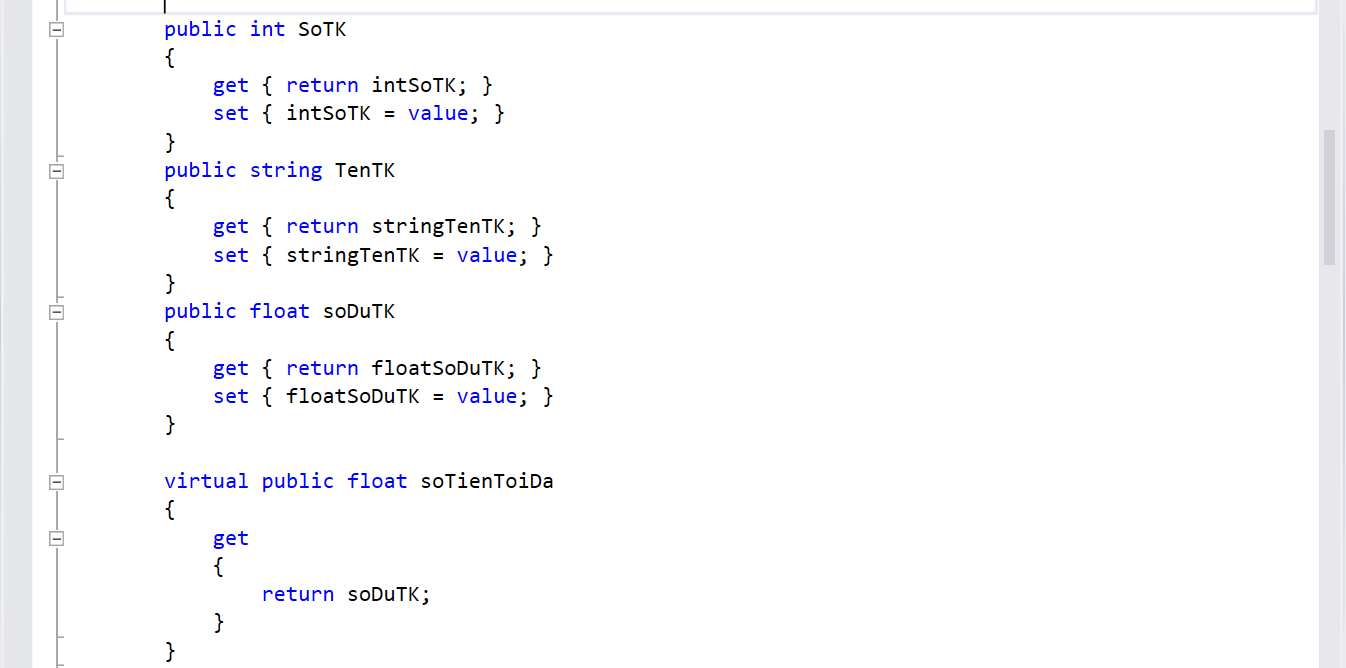 public int SoTK
{
get { return intSoTK; }
set { intSoTK = value; }
}
public string TenTK
{
get { return stringTenTK; }
set { stringTenTK = value; }
}
public float soDuTK
{
get { return floatSoDuTK; }
set { floatSoDuTK = value; }
}
virtual public float soTienToiDa
{
get
{
return soDuTK;
}
}